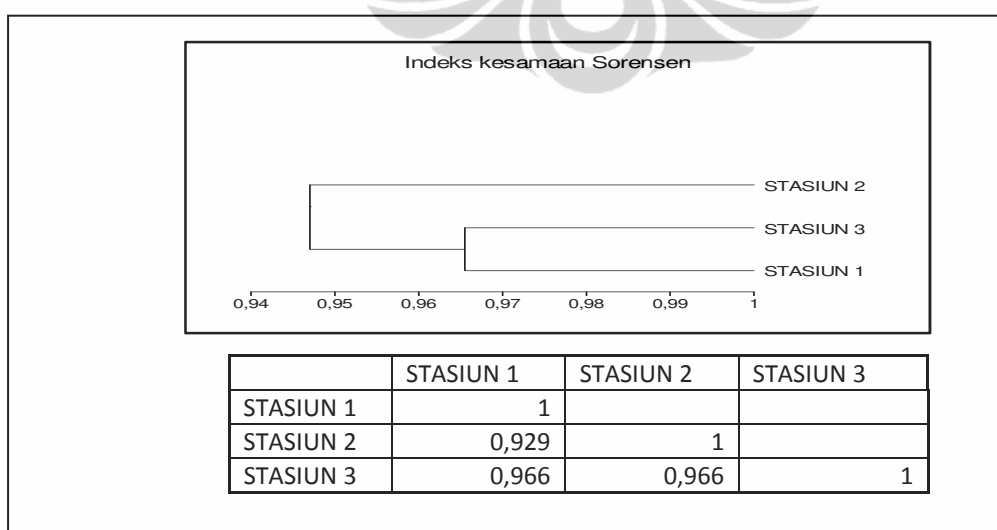 Indeks kesamaan Sorensen
STASIUN 2
STASIUN 3
STASIUN 1
0,94 0,95 0,96 0,97 0,98 0,99 1
STASIUN 1 STASIUN 2 STASIUN 3
STASIUN 1 1
STASIUN 2 0,929 1
STASIUN 3 0,966 0,966 1